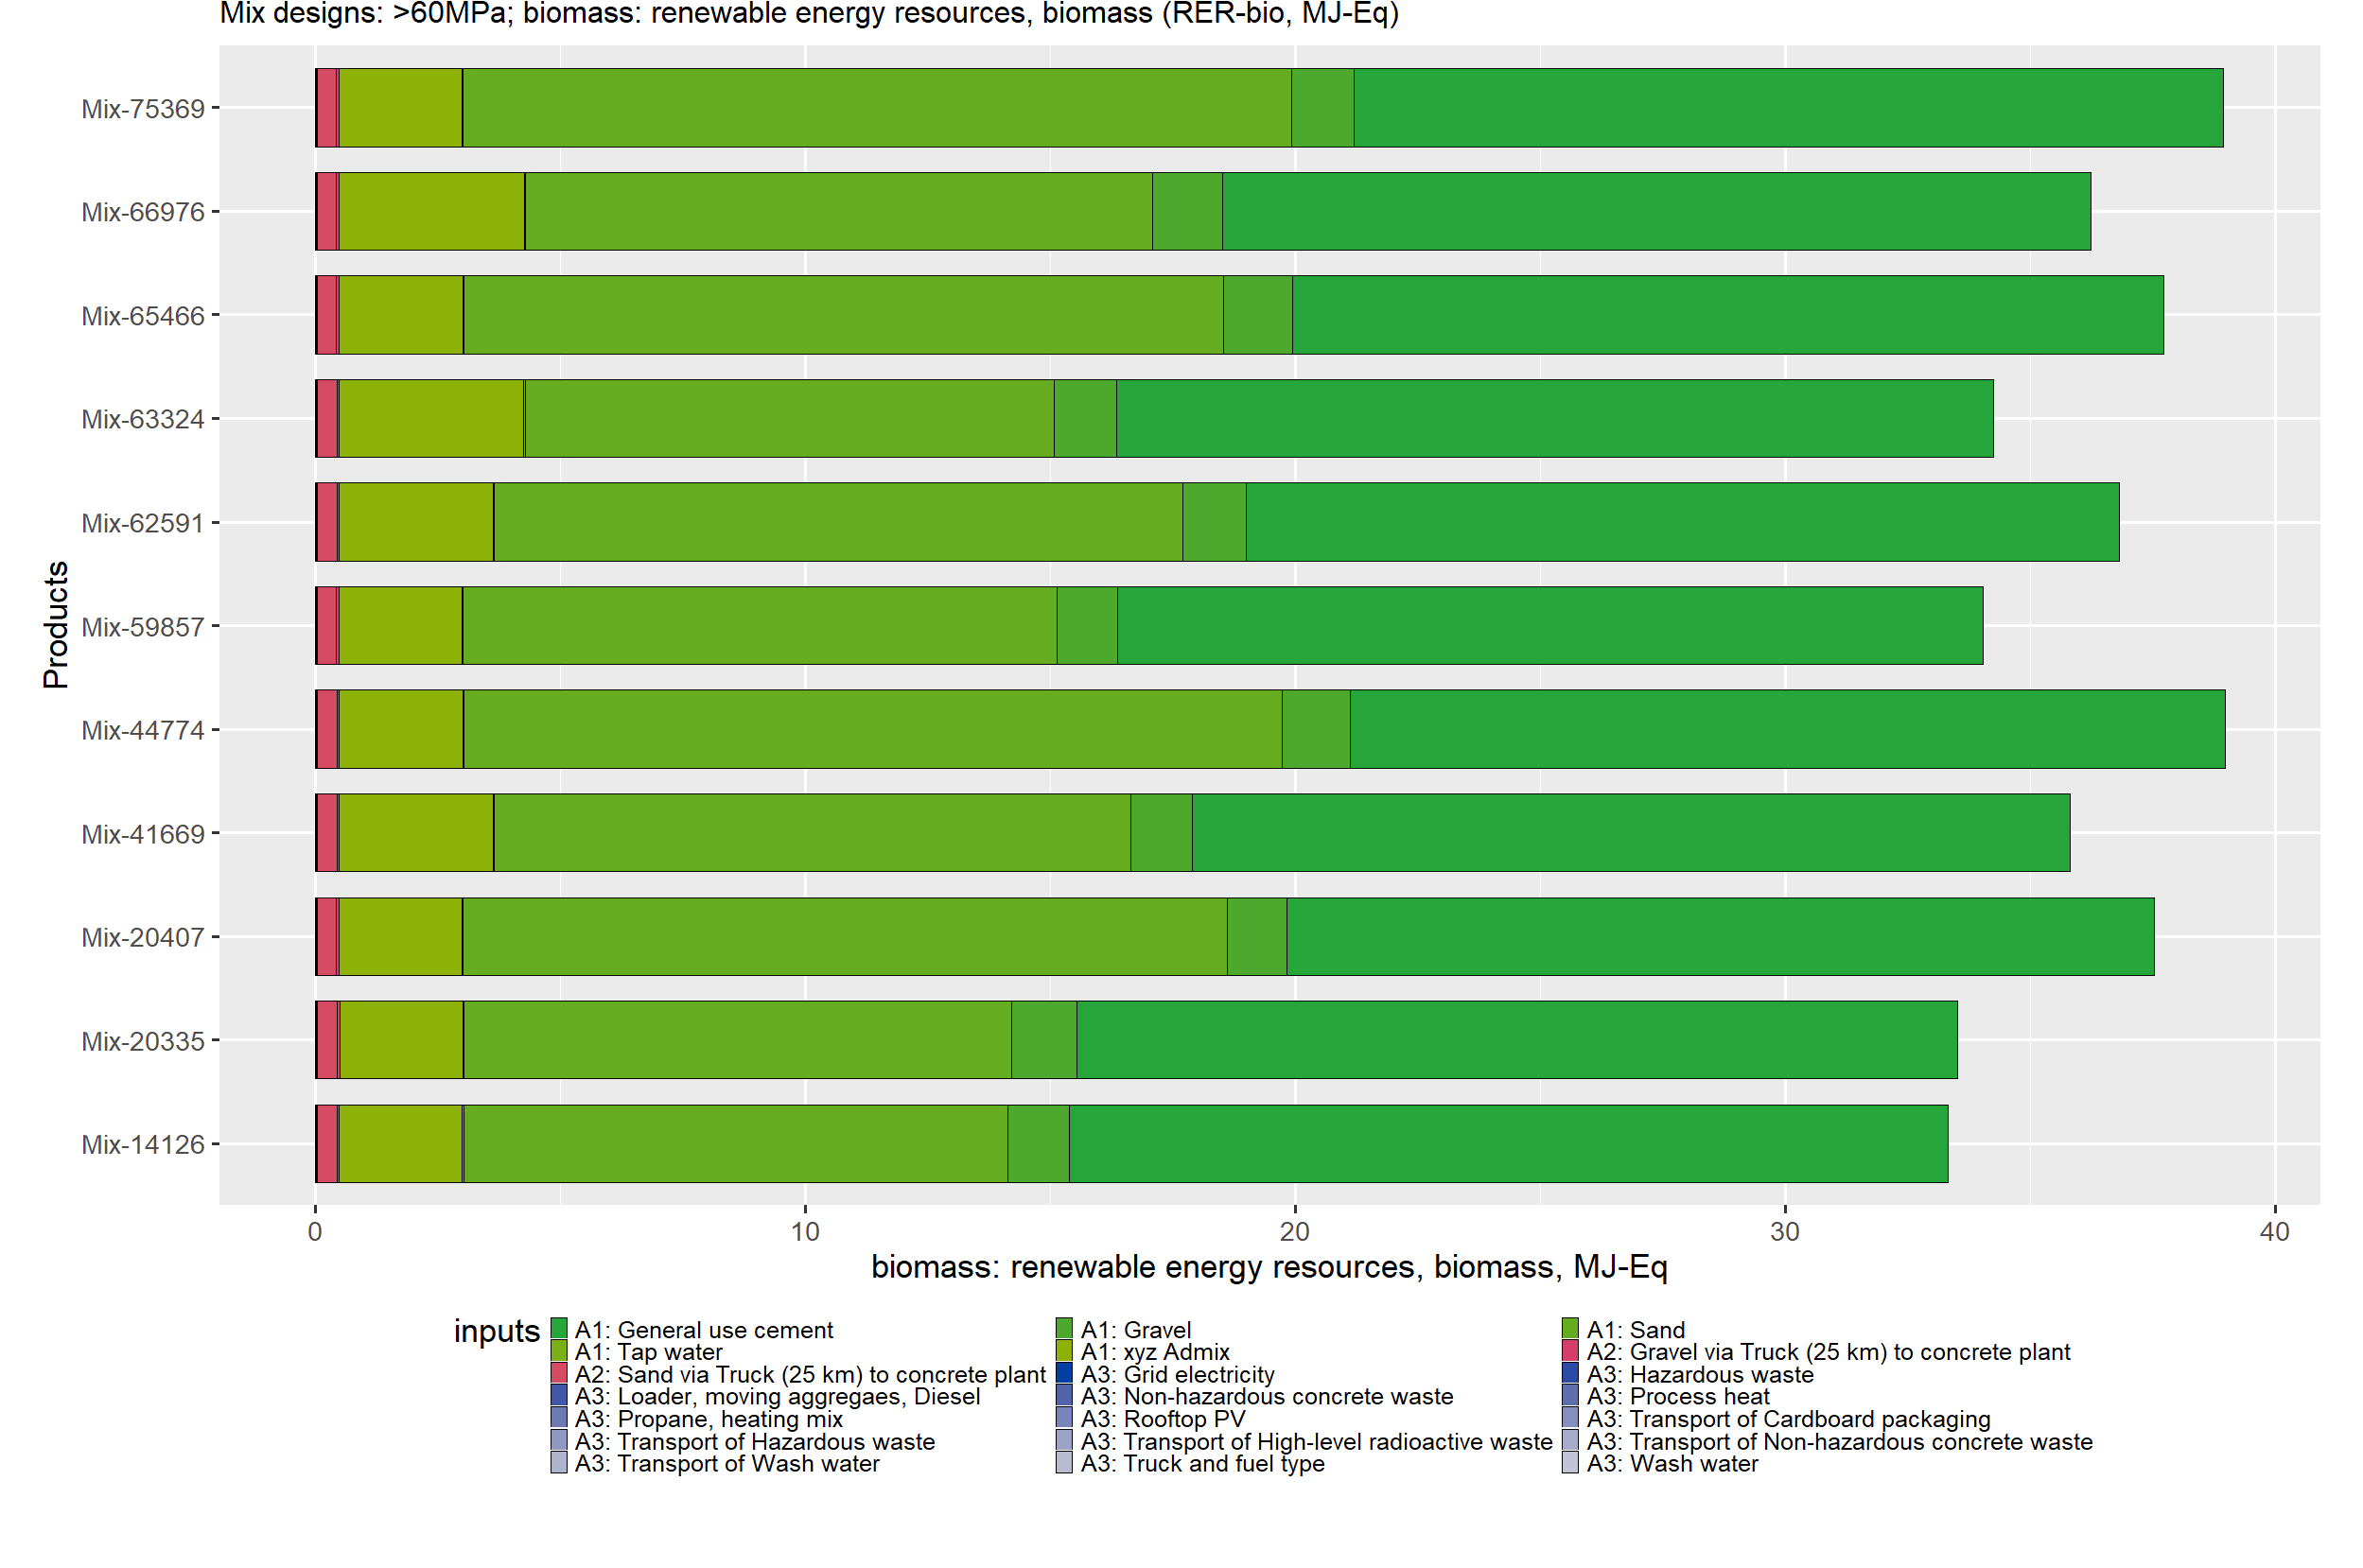 Mix designs: >60MPa; biomass: renewable energy resources, biomass (RER-bio, MJ-Eq)
Products
Mix-75369
Mix-66976
Mix-65466
Mix-63324
Mix-62591
Mix-59857
Mix-44774
Mix-41669
Mix-20407
Mix-20335
Mix-14126
0 10 20 30 40
biomass: renewable energy resources, biomass, MJ-Eq
inputs
A1: General use cement A1: Gravel A1: Sand
A1: Tap water A1: xyz Admix A2: Gravel via Truck (25 km) to concrete plant
A2: Sand via Truck (25 km) to concrete plant A3: Grid electricity A3: Hazardous waste
A3: Loader, moving aggregaes, Diesel A3: Non-hazardous concrete waste A3: Process heat
A3: Propane, heating mix A3: Rooftop PV A3: Transport of Cardboard packaging
A3: Transport of Hazardous waste A3: Transport of High-level radioactive waste A3: Transport of Non-hazardous concrete waste
A3: Transport of Wash water A3: Truck and fuel type A3: Wash water